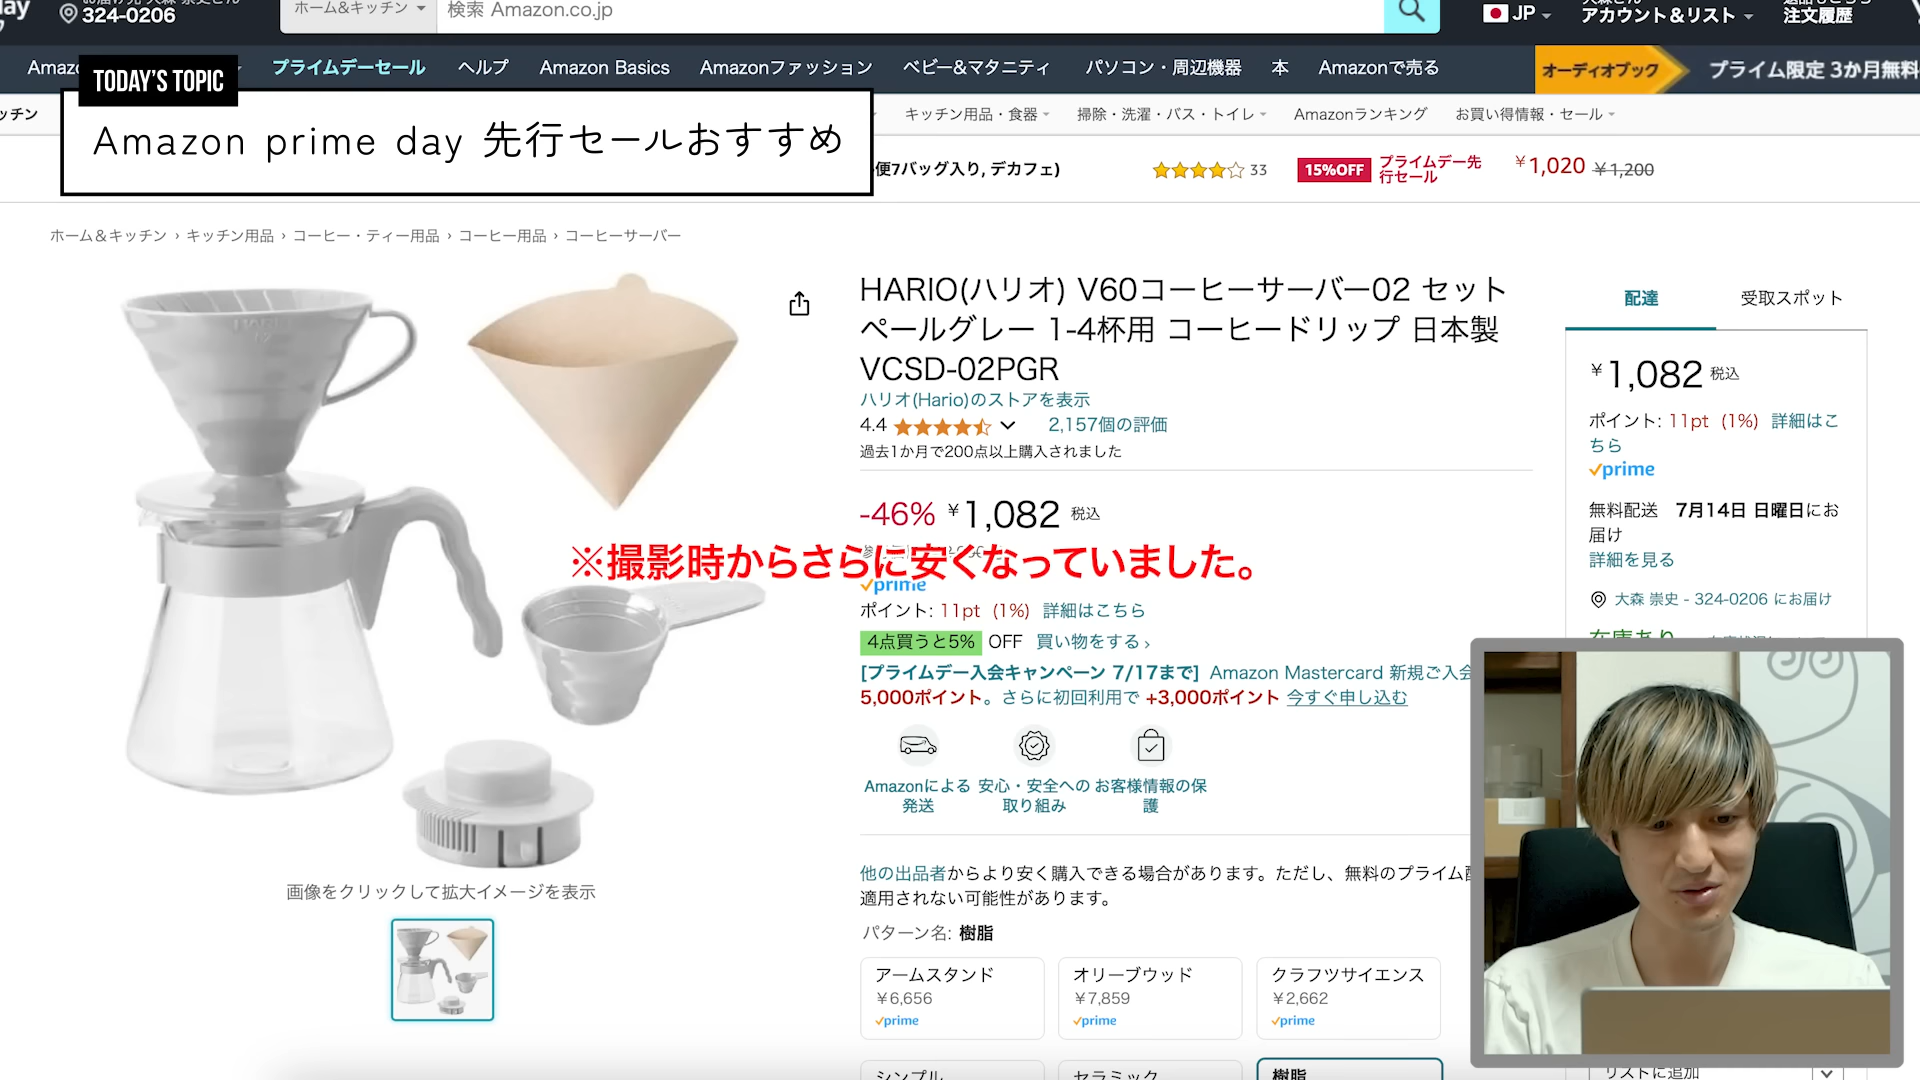 324-0206
ホーム&キッチン
検索 Amazon.co.jp
JP
アカウント&リスト
注文履歴
プライムデーセール
ヘルプ
Amazon Basics
Amazonファッション
ベビー&マタニティ
パソコン・周辺機器
本
Amazonで売る
オーディオブック
プライム限定 3か月無料
TODAY'S TOPIC
Amazon prime day 先行セールおすすめ
ッチン
キッチン用品・食器
掃除・洗濯・バス・トイレ
Amazonランキング
お買い得情報・セール
便7バッグ入り, デカフェ)
33
15%OFF
プライムデー先
行セール
¥1,020 ¥1,200
ホーム&キッチン › キッチン用品 › コーヒー・ティー用品 › コーヒー用品 › コーヒーサーバー
HARIO(ハリオ) V60コーヒーサーバー02 セット
ペールグレー 1-4杯用 コーヒードリップ 日本製
VCSD-02PGR
ハリオ(Hario)のストアを表示
4.4
2,157個の評価
過去1か月で200点以上購入されました
-46% ¥1,082 税込
※撮影時からさらに安くなっていました。
prime
ポイント: 11pt (1%) 詳細はこちら
4点買うと5% OFF 買い物をする ›
[プライムデー入会キャンペーン 7/17まで] Amazon Mastercard 新規ご入会
5,000ポイント。さらに初回利用で +3,000ポイント 今すぐ申し込む
Amazonによる
発送
安心・安全への
取り組み
お客様情報の保
護
他の出品者からより安く購入できる場合があります。ただし、無料のプライム配
適用されない可能性があります。
パターン名: 樹脂
アームスタンド
¥6,656
prime
オリーブウッド
¥7,859
prime
クラフツサイエンス
¥2,662
prime
シンプル
セラミック
樹脂
画像をクリックして拡大イメージを表示
配達
受取スポット
¥1,082 税込
ポイント: 11pt (1%) 詳細はこ
ちら
prime
無料配送 7月14日 日曜日にお
届け
詳細を見る
大森 崇史 - 324-0206 にお届け
在庫あり
リストに追加